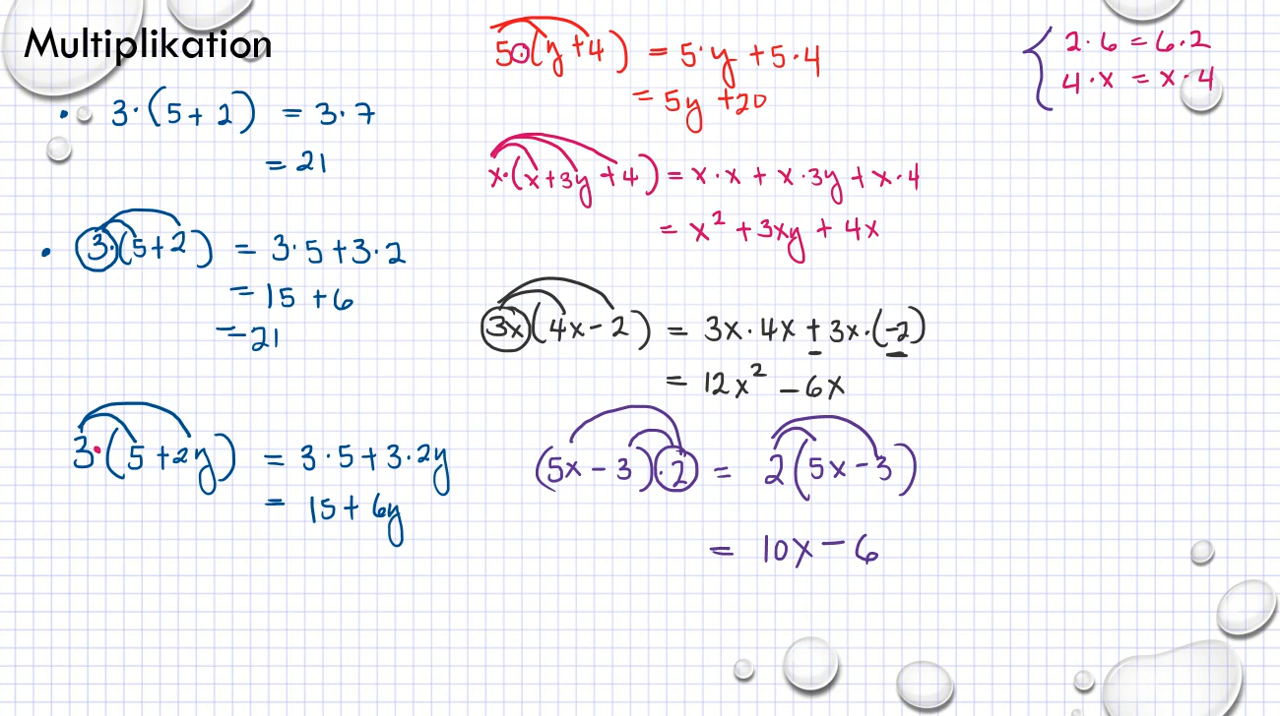 Multiplikation
• 3·(5+2) = 3·7
= 21
• 3·(5+2) = 3·5+3·2
= 15 + 6
= 21
3·(5+2y) = 3·5+3·2y
= 15+ 6y
5·(y+4) = 5·y+5·4
= 5y +20
x·(x+3y+4) = x·x + x·3y + x·4
= x² + 3xy + 4x
3x(4x-2) = 3x·4x + 3x·(-2)
= 12x² - 6x
(5x-3)·2 = 2(5x-3)
= 10x-6
{ 2·6 = 6·2
4·x = x·4